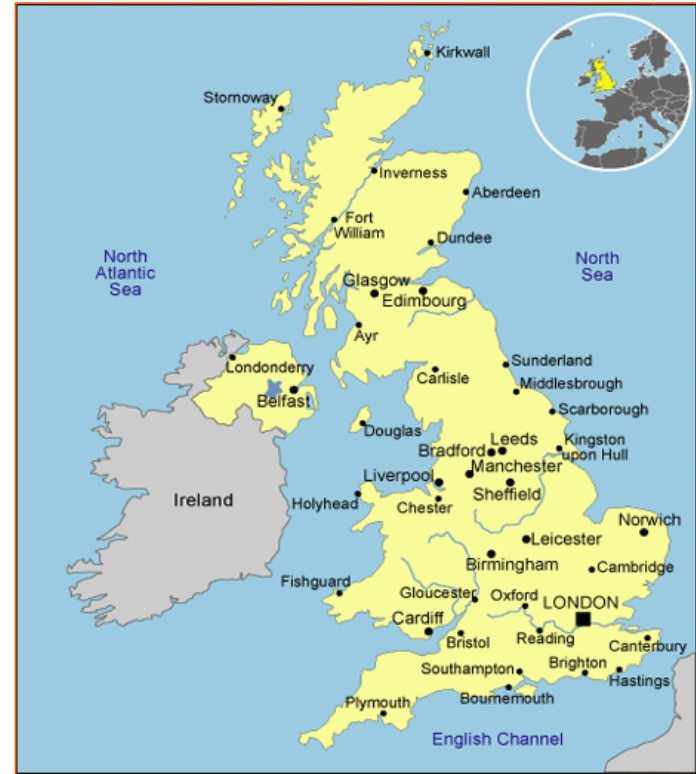 Kirkwall
Stornoway
Inverness
Aberdeen
Fort
William
Dundee
North
Atlantic
Sea
North
Sea
Glasgow
Edimbourg
Ayr
Londonderry
Sunderland
Carlisle
Middlesbrough
Belfast
Scarborough
Douglas
Leeds
Kingston
upon Hull
Bradford
Manchester
Liverpool
Sheffield
Ireland
Holyhead
Chester
Norwich
Leicester
Birmingham
Cambridge
Fishguard
Gloucester
Oxford
LONDON
Cardiff
Bristol
Reading
Canterbury
Southampton
Brighton
Hastings
Bournemouth
Plymouth
English Channel